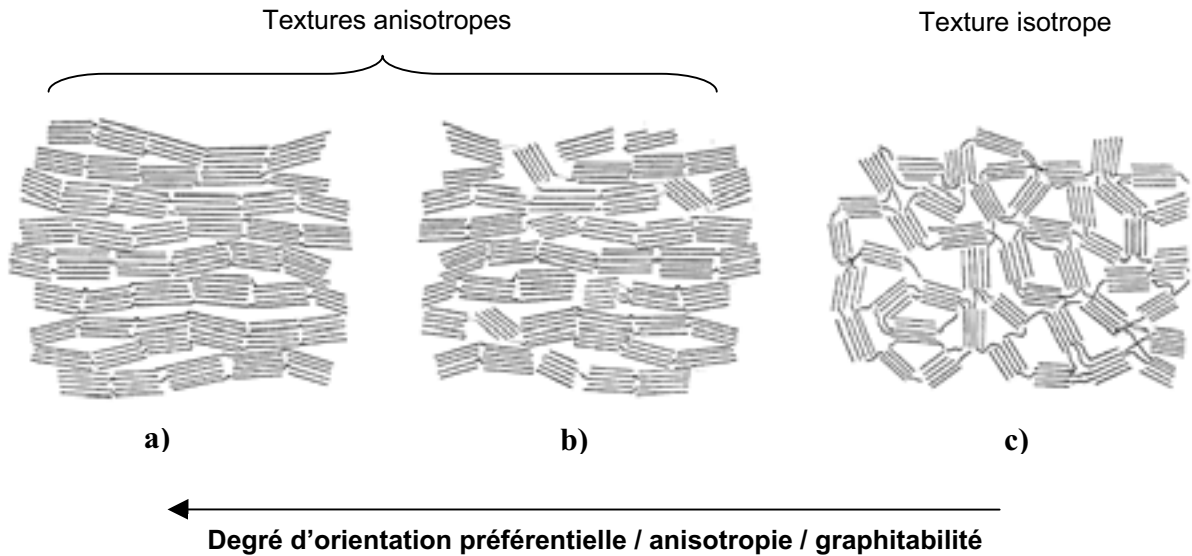 Textures anisotropes
Texture isotrope
a)
b)
c)
Degré d'orientation préférentielle / anisotropie / graphitabilité